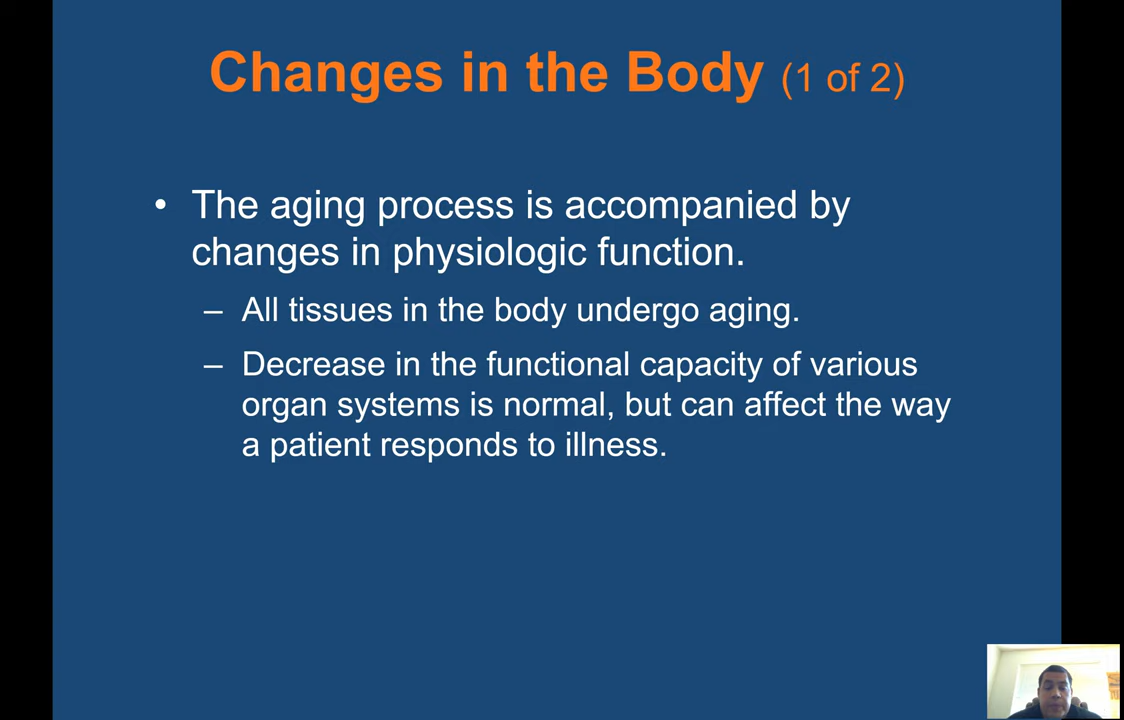 Changes in the Body (1 of 2)
• The aging process is accompanied by
changes in physiologic function.
– All tissues in the body undergo aging.
– Decrease in the functional capacity of various
organ systems is normal, but can affect the way
a patient responds to illness.